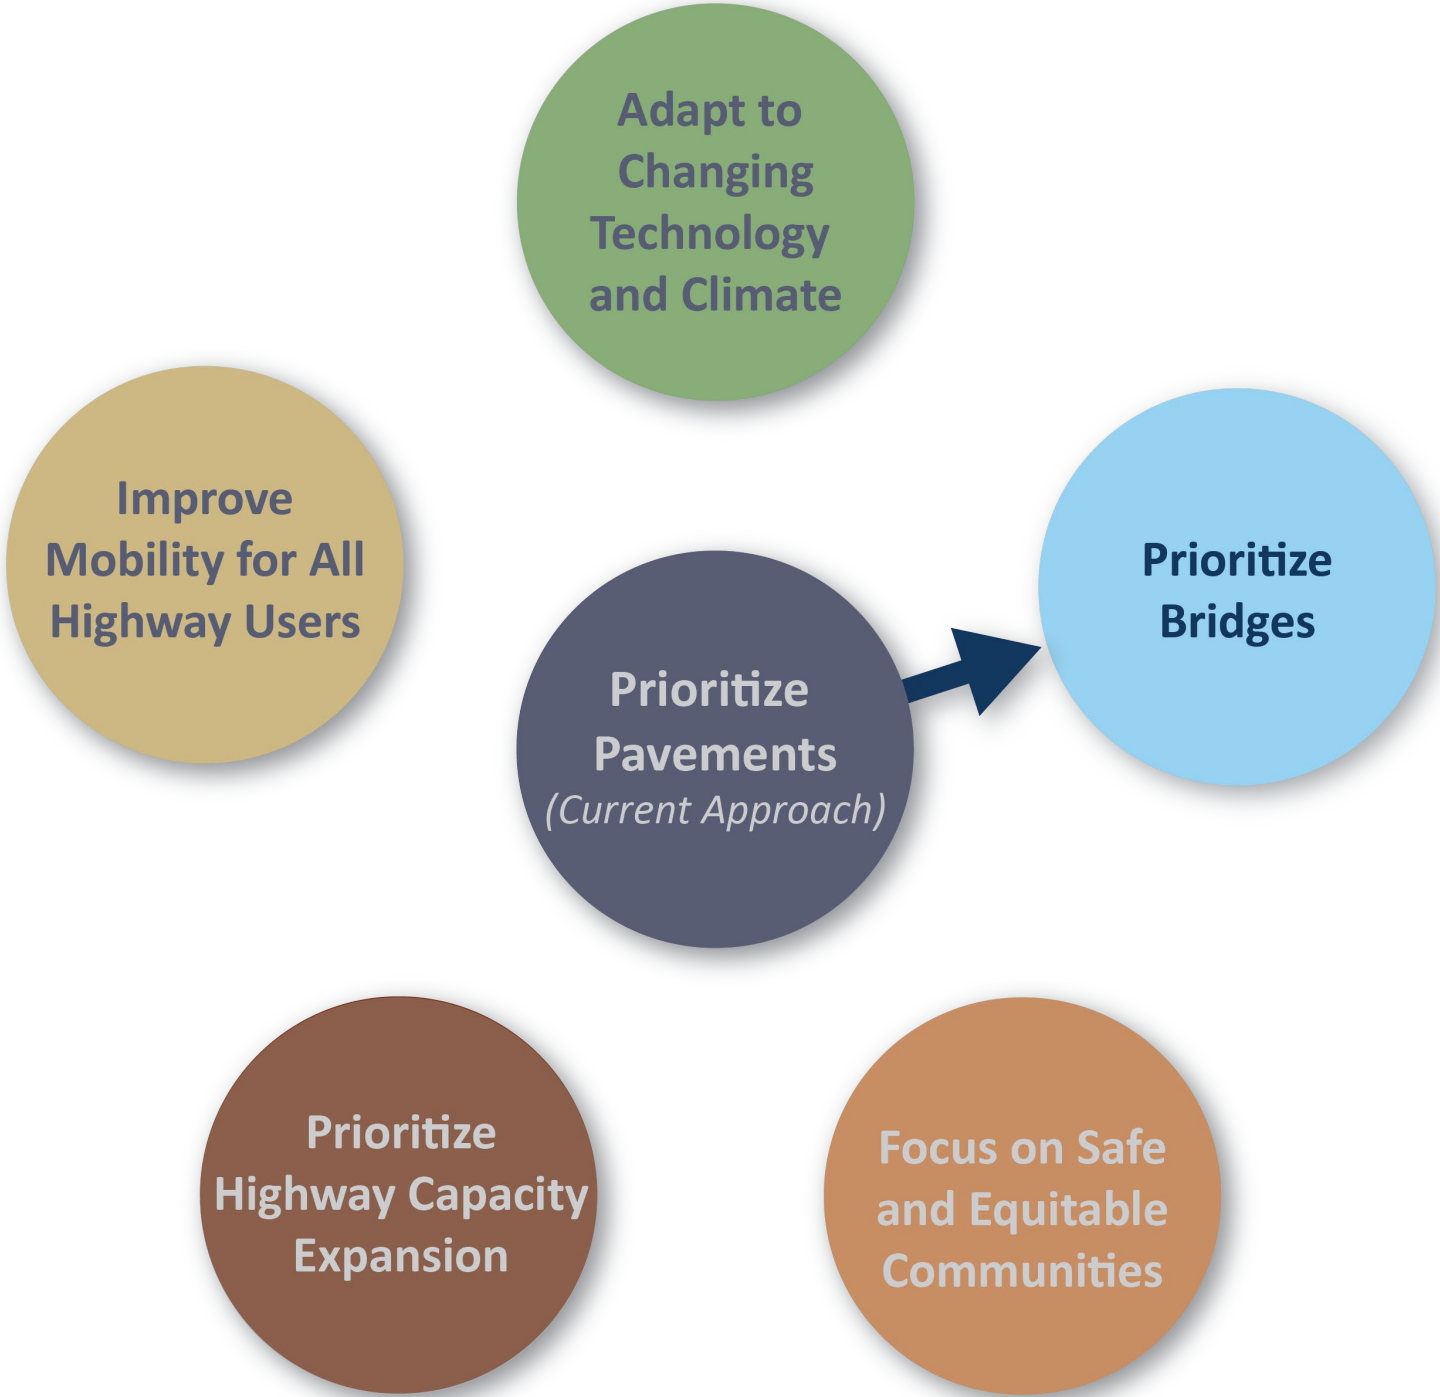 Adapt to
Changing
Technology
and Climate
Improve
Mobility for All
Highway Users
Prioritize
Bridges
Prioritize
Pavements
(Current Approach)
Prioritize
Highway Capacity
Expansion
Focus on Safe
and Equitable
Communities